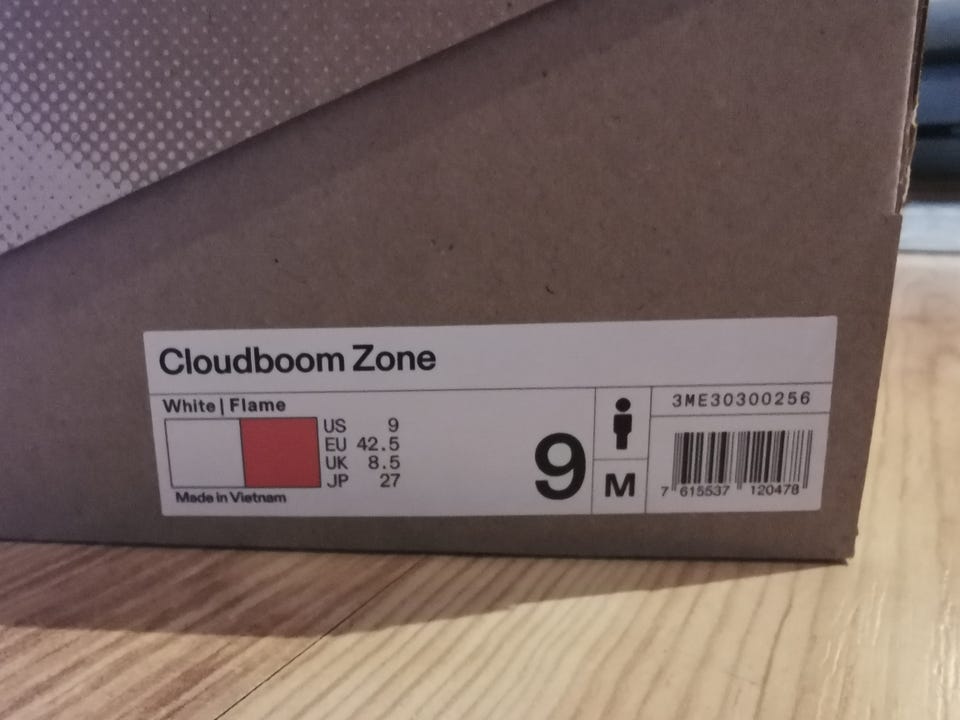 Cloudboom Zone
White | Flame
US 9
EU 42.5
UK 8.5
JP 27
Made in Vietnam
9
M
3ME30300256
7 615537 120478